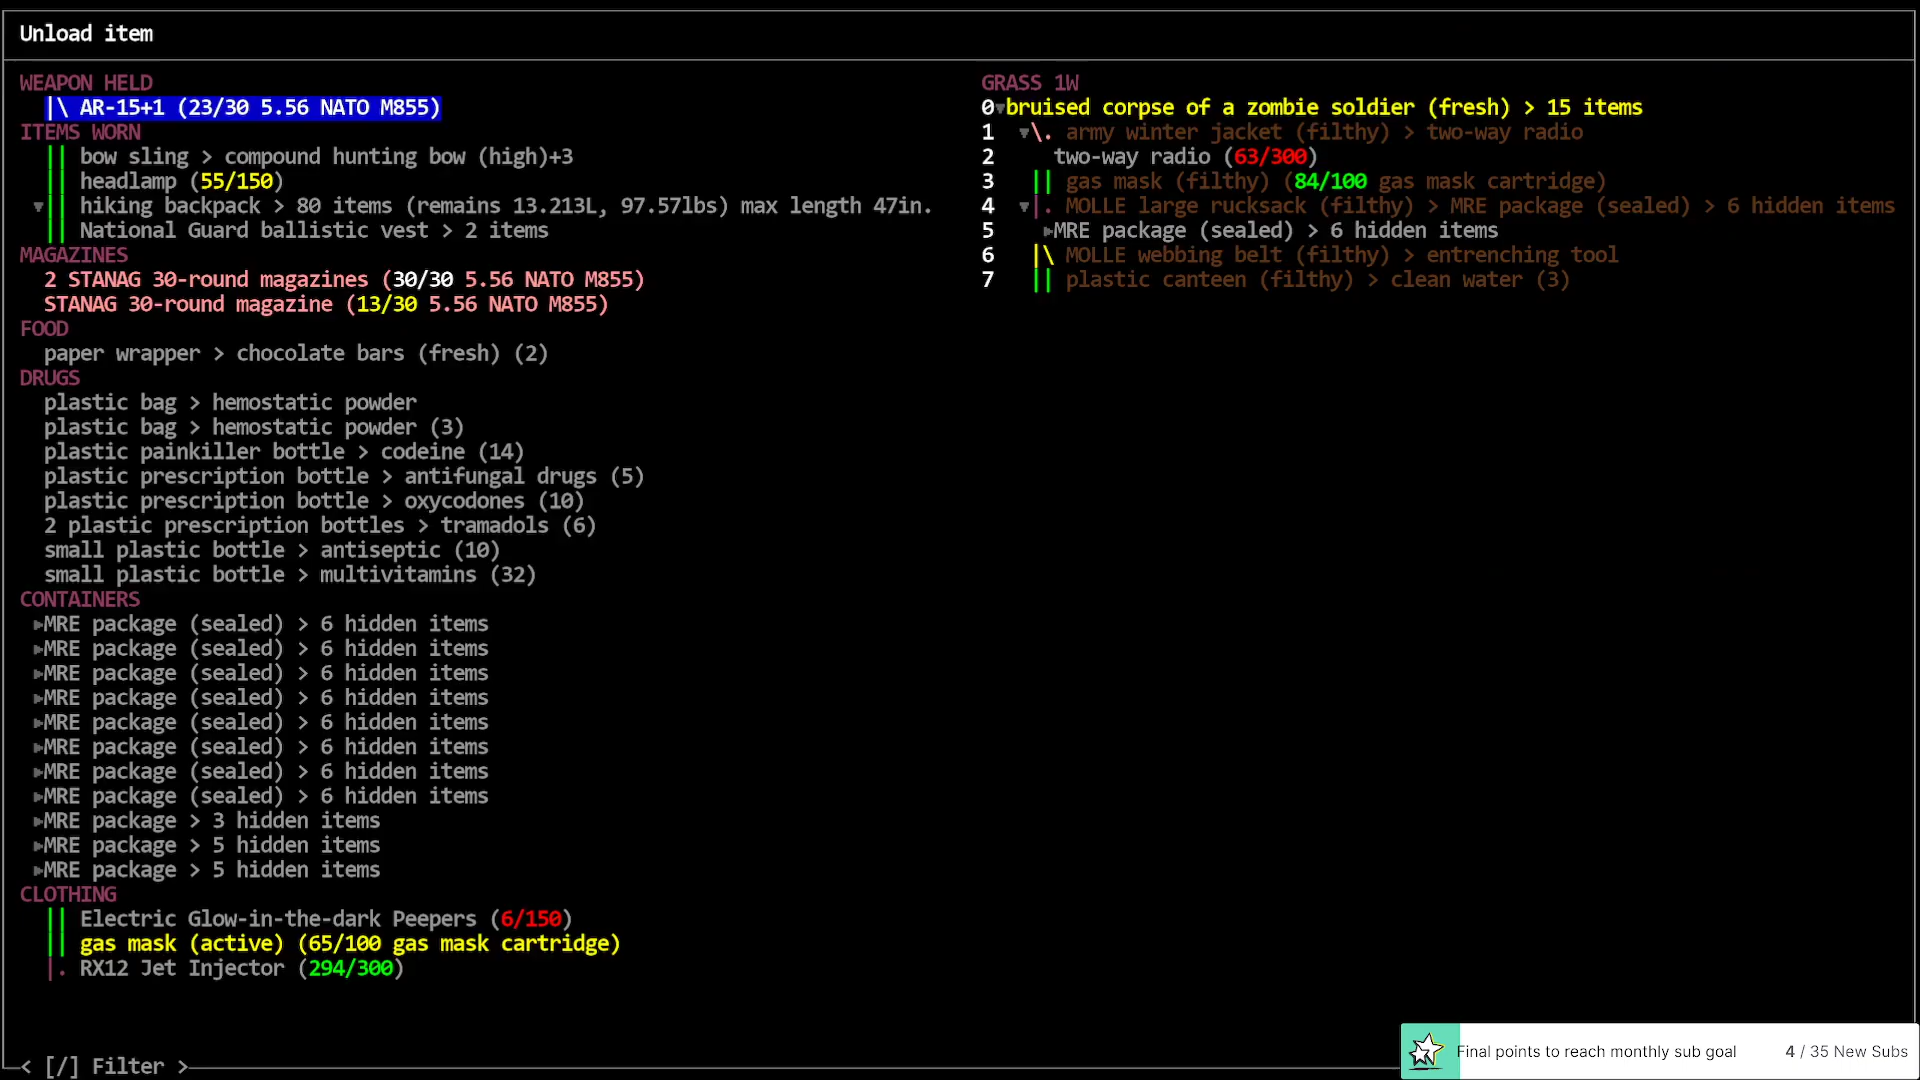 Unload item
WEAPON HELD
|\ AR-15+1 (23/30 5.56 NATO M855)
ITEMS WORN
|| bow sling > compound hunting bow (high)+3
|| headlamp (55/150)
|| hiking backpack > 80 items (remains 13.213L, 97.57lbs) max length 47in.
|| National Guard ballistic vest > 2 items
MAGAZINES
2 STANAG 30-round magazines (30/30 5.56 NATO M855)
STANAG 30-round magazine (13/30 5.56 NATO M855)
FOOD
paper wrapper > chocolate bars (fresh) (2)
DRUGS
plastic bag > hemostatic powder
plastic bag > hemostatic powder (3)
plastic painkiller bottle > codeine (14)
plastic prescription bottle > antifungal drugs (5)
plastic prescription bottle > oxycodones (10)
2 plastic prescription bottles > tramadols (6)
small plastic bottle > antiseptic (10)
small plastic bottle > multivitamins (32)
CONTAINERS
MRE package (sealed) > 6 hidden items
MRE package (sealed) > 6 hidden items
MRE package (sealed) > 6 hidden items
MRE package (sealed) > 6 hidden items
MRE package (sealed) > 6 hidden items
MRE package (sealed) > 6 hidden items
MRE package (sealed) > 6 hidden items
MRE package (sealed) > 6 hidden items
MRE package > 3 hidden items
MRE package > 5 hidden items
MRE package > 5 hidden items
CLOTHING
|| Electric Glow-in-the-dark Peepers (6/150)
|| gas mask (active) (65/100 gas mask cartridge)
|. RX12 Jet Injector (294/300)
< [/] Filter >
GRASS 1W
0 bruised corpse of a zombie soldier (fresh) > 15 items
1 \. army winter jacket (filthy) > two-way radio
2 two-way radio (63/300)
3 || gas mask (filthy) (84/100 gas mask cartridge)
4 |. MOLLE large rucksack (filthy) > MRE package (sealed) > 6 hidden items
5 MRE package (sealed) > 6 hidden items
6 |\ MOLLE webbing belt (filthy) > entrenching tool
7 || plastic canteen (filthy) > clean water (3)
Final points to reach monthly sub goal 4 / 35 New Subs